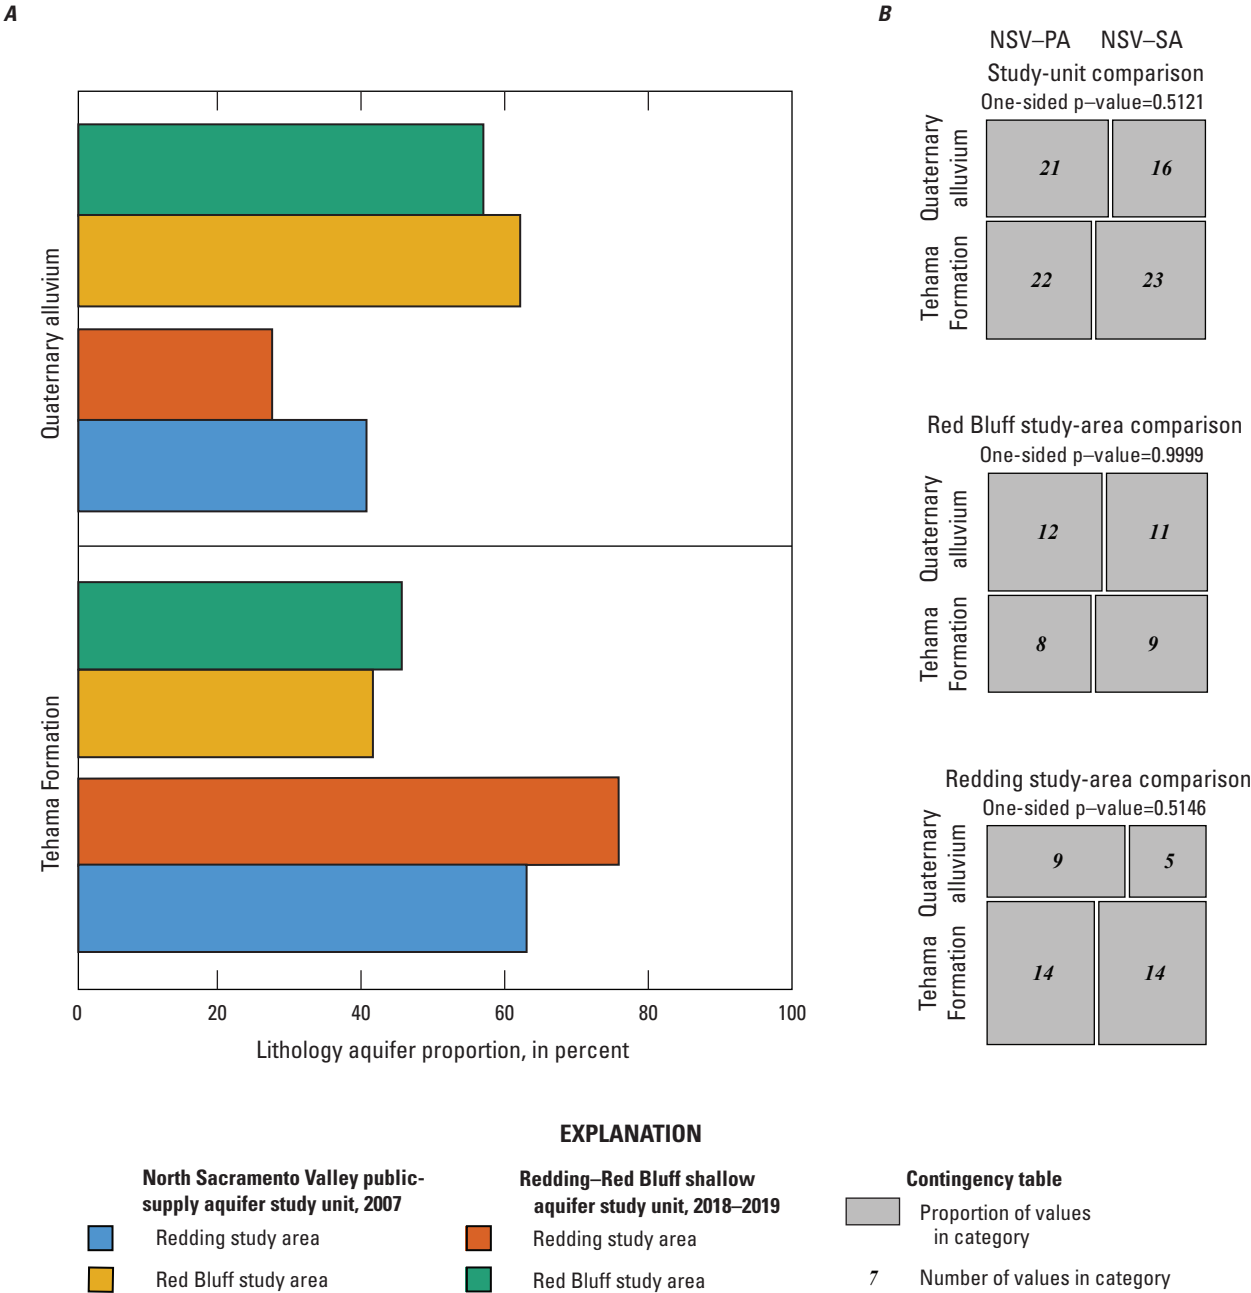 A
Quaternary alluvium
Tehama Formation
0 20 40 60 80 100
Lithology aquifer proportion, in percent
B
NSV–PA NSV–SA
Study-unit comparison
One-sided p–value=0.5121
Quaternary
alluvium
21 16
Tehama
Formation
22 23
Red Bluff study-area comparison
One-sided p–value=0.9999
Quaternary
alluvium
12 11
Tehama
Formation
8 9
Redding study-area comparison
One-sided p–value=0.5146
Quaternary
alluvium
9 5
Tehama
Formation
14 14
EXPLANATION
North Sacramento Valley public-
supply aquifer study unit, 2007
Redding study area
Red Bluff study area
Redding–Red Bluff shallow
aquifer study unit, 2018–2019
Redding study area
Red Bluff study area
Contingency table
Proportion of values
in category
7 Number of values in category